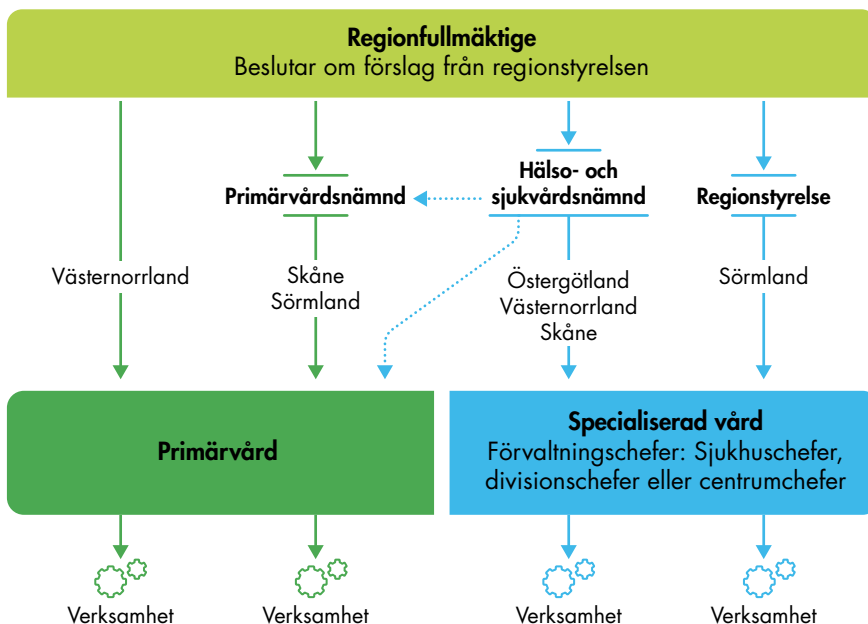 Regionfullmäktige
Beslutar om förslag från regionstyrelsen
Primärvårdsnämnd
Hälso- och
sjukvårdsnämnd
Regionstyrelse
Västernorrland
Skåne
Sörmland
Östergötland
Västernorrland
Skåne
Sörmland
Primärvård
Specialiserad vård
Förvaltningschefer: Sjukhuschefer,
divisionschefer eller centrumchefer
Verksamhet
Verksamhet
Verksamhet
Verksamhet